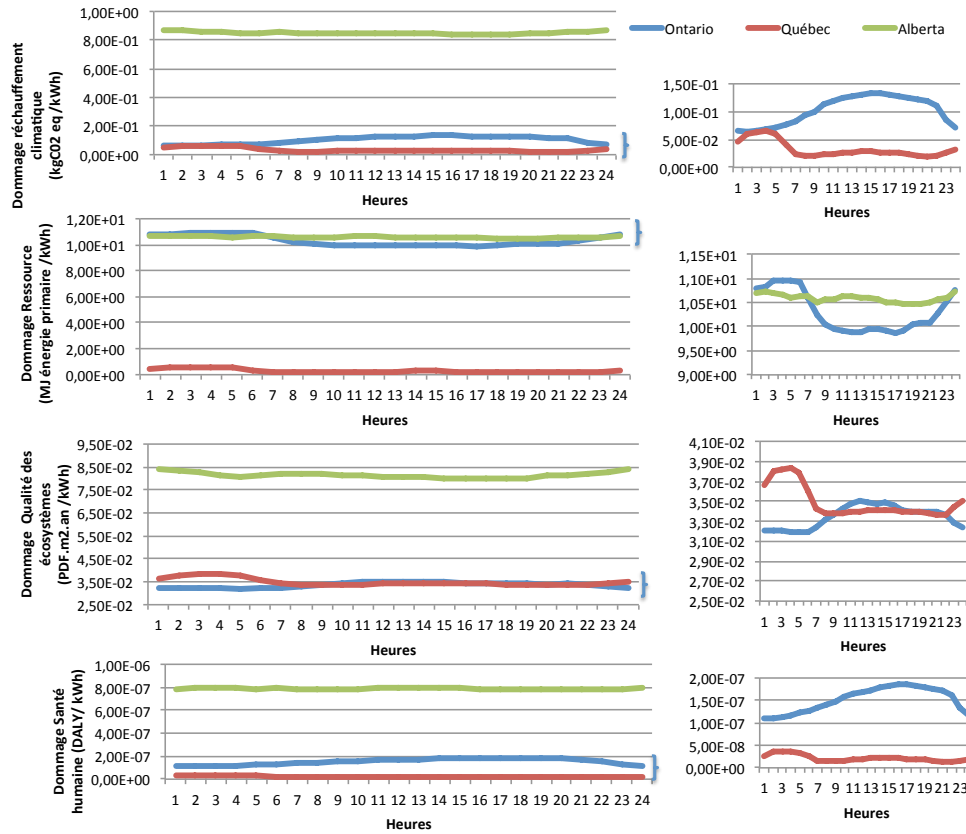 Ontario Québec Alberta
Dommage réchauffement
climatique
(kgCO2 eq /kWh)
1,00E+00
8,00E-01
6,00E-01
4,00E-01
2,00E-01
0,00E+00
1 2 3 4 5 6 7 8 9 10 11 12 13 14 15 16 17 18 19 20 21 22 23 24
Heures
1,50E-01
1,00E-01
5,00E-02
0,00E+00
1 3 5 7 9 11 13 15 17 19 21 23
Heures
Dommage Ressource
(MJ énergie primaire /kWh)
1,20E+01
1,00E+01
8,00E+00
6,00E+00
4,00E+00
2,00E+00
0,00E+00
1 2 3 4 5 6 7 8 9 10 11 12 13 14 15 16 17 18 19 20 21 22 23 24
Heures
1,15E+01
1,10E+01
1,05E+01
1,00E+01
9,50E+00
9,00E+00
1 3 5 7 9 11 13 15 17 19 21 23
Heures
Dommage Qualité des
écosystèmes
(PDF.m2.an /kWh)
9,50E-02
8,50E-02
7,50E-02
6,50E-02
5,50E-02
4,50E-02
3,50E-02
2,50E-02
1 2 3 4 5 6 7 8 9 10 11 12 13 14 15 16 17 18 19 20 21 22 23 24
Heures
4,10E-02
3,90E-02
3,70E-02
3,50E-02
3,30E-02
3,10E-02
2,90E-02
2,70E-02
2,50E-02
1 3 5 7 9 11 13 15 17 19 21 23
Heures
Dommage Santé
humaine (DALY/ kWh)
1,00E-06
8,00E-07
6,00E-07
4,00E-07
2,00E-07
0,00E+00
1 2 3 4 5 6 7 8 9 10 11 12 13 14 15 16 17 18 19 20 21 22 23 24
Heures
2,00E-07
1,50E-07
1,00E-07
5,00E-08
0,00E+00
1 3 5 7 9 11 13 15 17 19 21 23
Heures